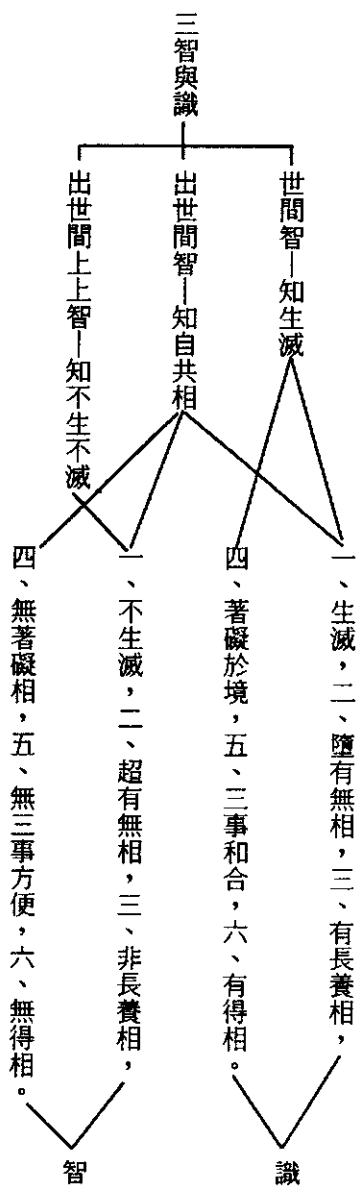 三智與識
世間智—知生滅
出世間智—知自共相
出世間上上智—知不生不滅
一、生滅，二、墮有無相，三、有長養相，
四、著礙於境，五、三事和合，六、有得相。
一、不生滅，二、超有無相，三、非長養相，
四、無著礙相，五、無三事方便，六、無得相。
識
智